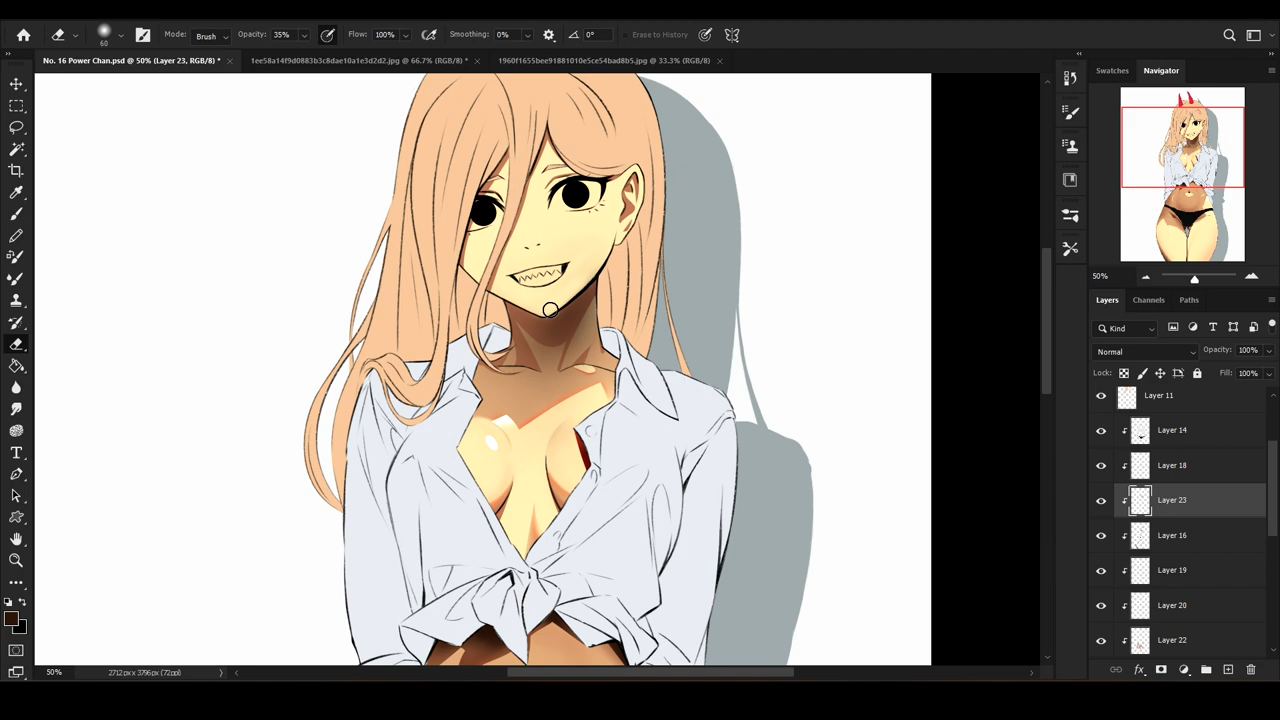 60 Mode: Brush Opacity: 35% Flow: 100% Smoothing: 0% 0° Erase to History
No. 16 Power Chan.psd @ 50% (Layer 23, RGB/8) * 1ee58a14f9d0883b3c8dae10a1e3d2d2.jpg @ 66.7% (RGB/8) * 1960f1655bee91881010e5ce54bad8b5.jpg @ 33.3% (RGB/8)
Swatches Navigator
50%
Layers Channels Paths
Kind
Normal Opacity: 100%
Lock: Fill: 100%
Layer 11
Layer 14
Layer 18
Layer 23
Layer 16
Layer 19
Layer 20
Layer 22
50% 2712 px x 3796 px (72 ppi)